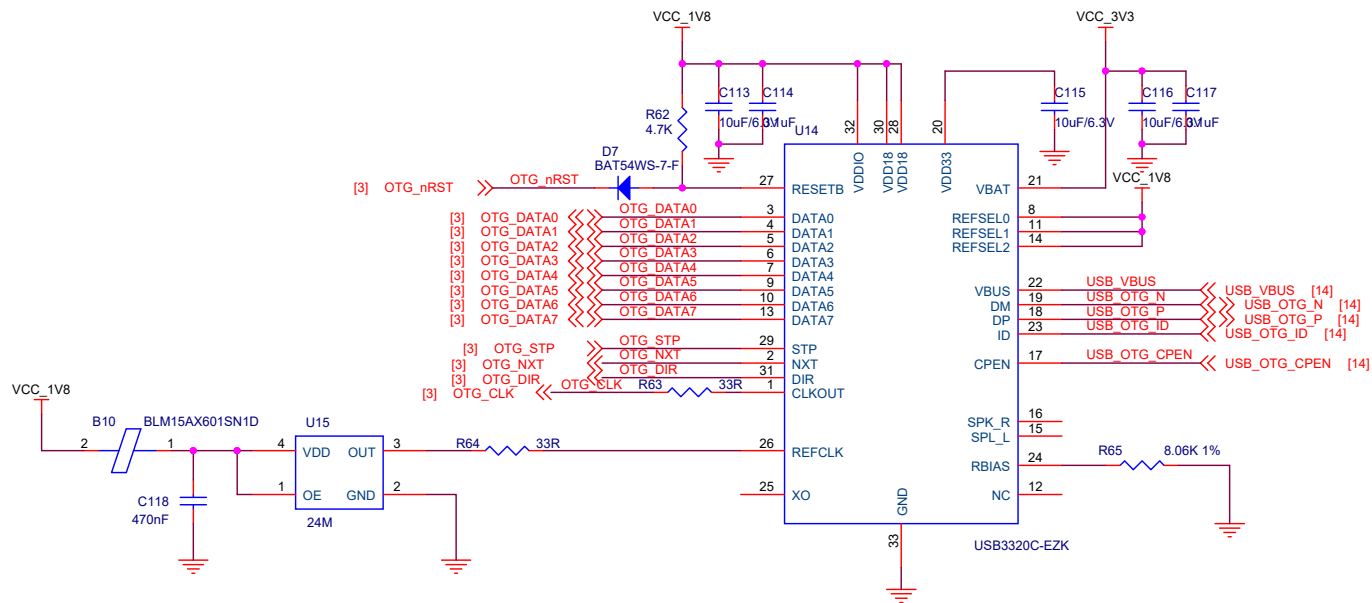 VCC_1V8
VCC_3V3
C113
C114
C115
C116
C117
R62
4.7K
10uF/6.3V
0.1uF
U14
32
30
28
20
10uF/6.3V
10uF/6.3V
0.1uF
D7
BAT54WS-7-F
VDDIO
VDD18
VDD18
VDD33
VCC_1V8
[3] OTG_nRST
OTG_nRST
27
RESETB
VBAT
21
[3] OTG_DATA0
OTG_DATA0
3
DATA0
REFSEL0
8
[3] OTG_DATA1
OTG_DATA1
4
DATA1
REFSEL1
11
[3] OTG_DATA2
OTG_DATA2
5
DATA2
REFSEL2
14
[3] OTG_DATA3
OTG_DATA3
6
DATA3
[3] OTG_DATA4
OTG_DATA4
7
DATA4
[3] OTG_DATA5
OTG_DATA5
9
DATA5
VBUS
22
USB_VBUS
USB_VBUS [14]
[3] OTG_DATA6
OTG_DATA6
10
DATA6
DM
19
USB_OTG_N
USB_OTG_N [14]
[3] OTG_DATA7
OTG_DATA7
13
DATA7
DP
18
USB_OTG_P
USB_OTG_P [14]
ID
23
USB_OTG_ID
USB_OTG_ID [14]
[3] OTG_STP
OTG_STP
29
STP
[3] OTG_NXT
OTG_NXT
2
NXT
CPEN
17
USB_OTG_CPEN
USB_OTG_CPEN [14]
[3] OTG_DIR
OTG_DIR
31
DIR
[3] OTG_CLK
OTG_CLK
R63
33R
1
CLKOUT
VCC_1V8
B10
BLM15AX601SN1D
U15
SPK_R
16
SPL_L
15
2
1
4
VDD
OUT
3
R64
33R
26
REFCLK
RBIAS
24
R65
8.06K 1%
1
OE
GND
2
25
XO
GND
NC
12
C118
470nF
24M
33
USB3320C-EZK